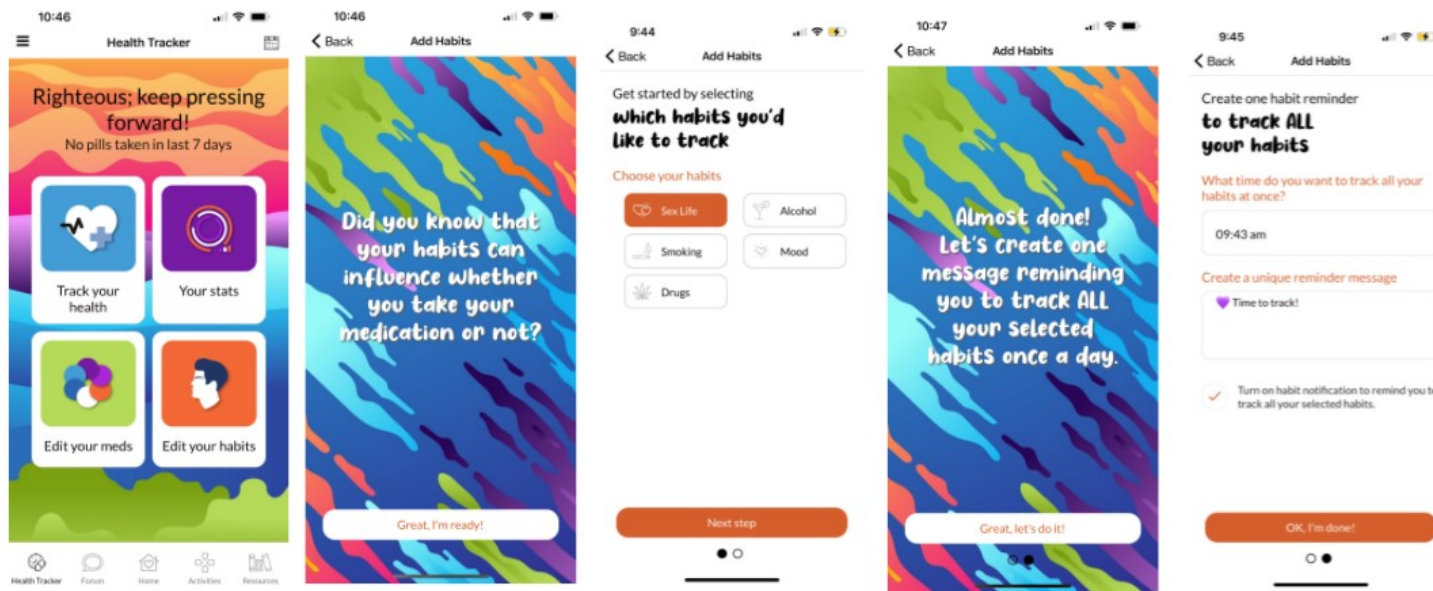 10:46
Health Tracker
Righteous; keep pressing
forward!
No pills taken in last 7 days
Track your
health
Your stats
Edit your meds
Edit your habits
Health Tracker
Forum
Home
Activities
Resources
10:46
Back
Add Habits
Did you know that
your habits can
influence whether
you take your
medication or not?
Great, I'm ready!
9:44
Back
Add Habits
Get started by selecting
which habits you'd
like to track
Choose your habits
Sex Life
Alcohol
Smoking
Mood
Drugs
Next step
10:47
Back
Add Habits
Almost done!
Let's create one
message reminding
you to track ALL
your selected
habits once a day.
Great, let's do it!
9:45
Back
Add Habits
Create one habit reminder
to track ALL
your habits
What time do you want to track all your
habits at once?
09:43 am
Create a unique reminder message
💜 Time to track!
Turn on habit notification to remind you to
track all your selected habits.
OK, I'm done!